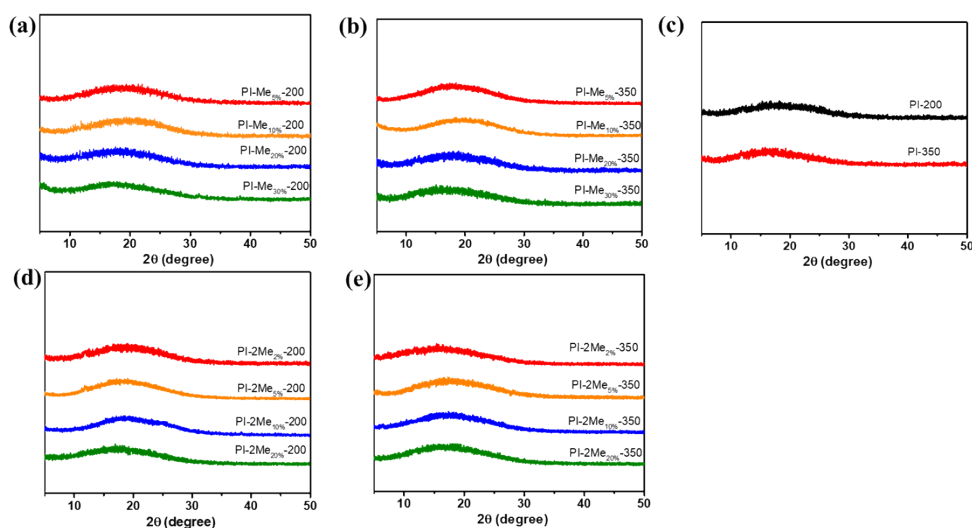 (a)
PI-Me5%-200
PI-Me10%-200
PI-Me20%-200
PI-Me30%-200
10 20 30 40 50
2θ (degree)
(b)
PI-Me5%-350
PI-Me10%-350
PI-Me20%-350
PI-Me30%-350
10 20 30 40 50
2θ (degree)
(c)
PI-200
PI-350
10 20 30 40 50
2θ (degree)
(d)
PI-2Me2%-200
PI-2Me5%-200
PI-2Me10%-200
PI-2Me20%-200
10 20 30 40 50
2θ (degree)
(e)
PI-2Me2%-350
PI-2Me5%-350
PI-2Me10%-350
PI-2Me20%-350
10 20 30 40 50
2θ (degree)